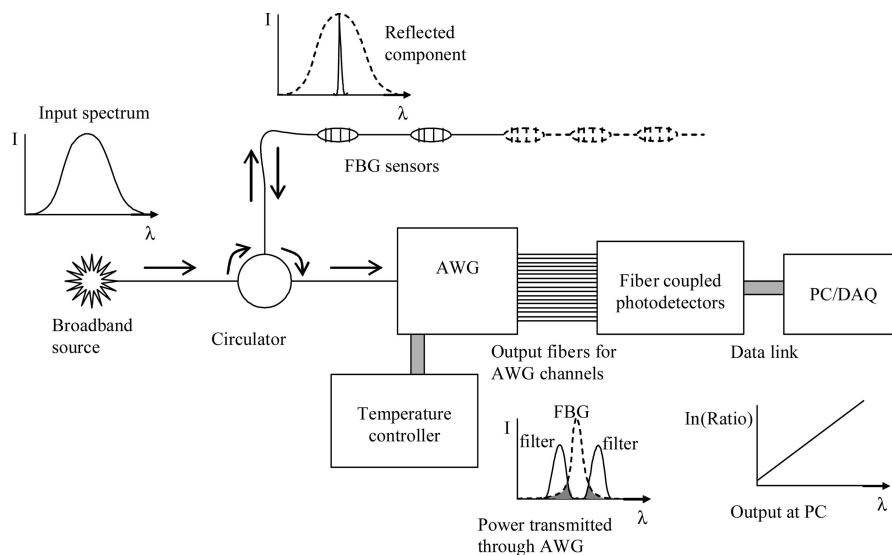 I
Reflected
component
λ
Input spectrum
I
λ
FBG sensors
Broadband
source
Circulator
AWG
Fiber coupled
photodetectors
PC/DAQ
Output fibers for
AWG channels
Data link
Temperature
controller
FBG
I
filter
filter
λ
Power transmitted
through AWG
In(Ratio)
λ
Output at PC